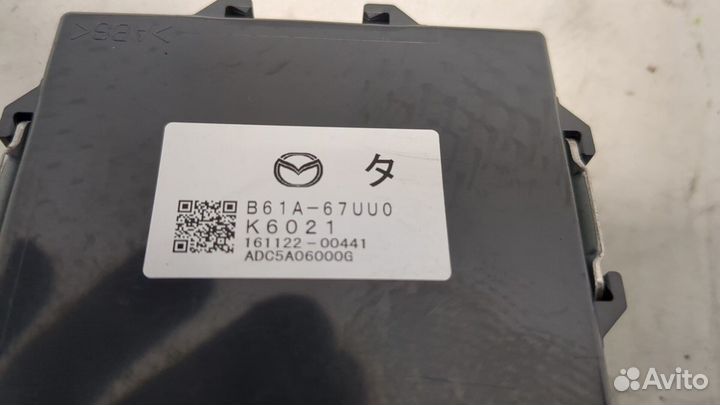 タ
B61A-67UU0
K6021
161122-00441
ADC5A06000G
Avito